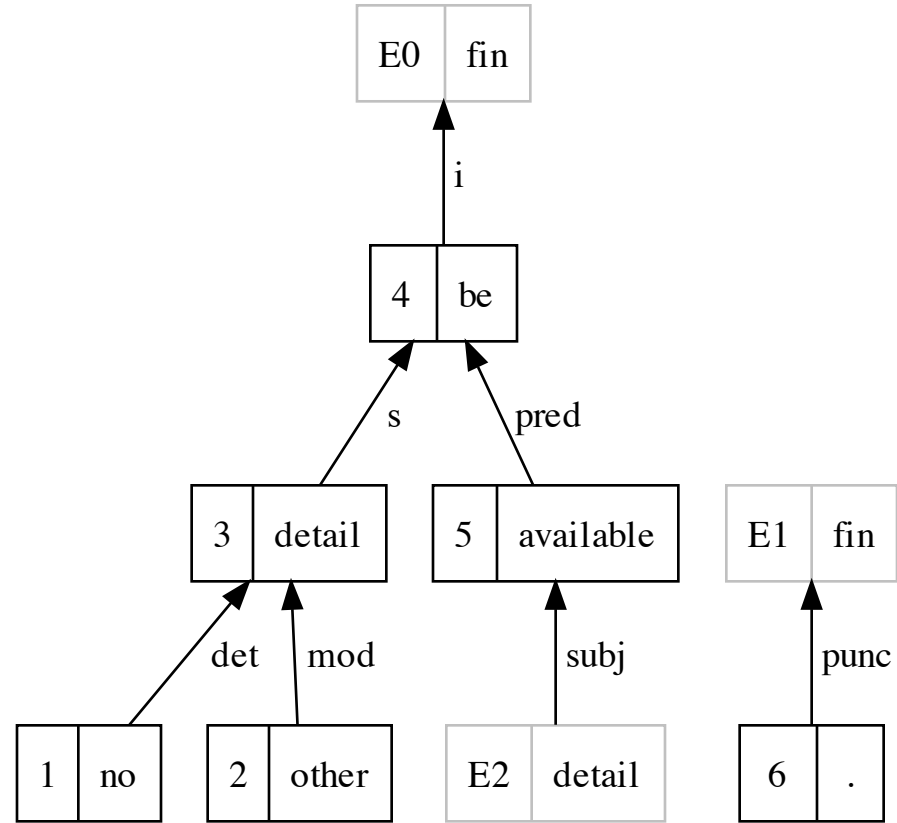 E0 fin
i
4 be
s pred
3 detail 5 available E1 fin
det mod subj punc
1 no 2 other E2 detail 6 .